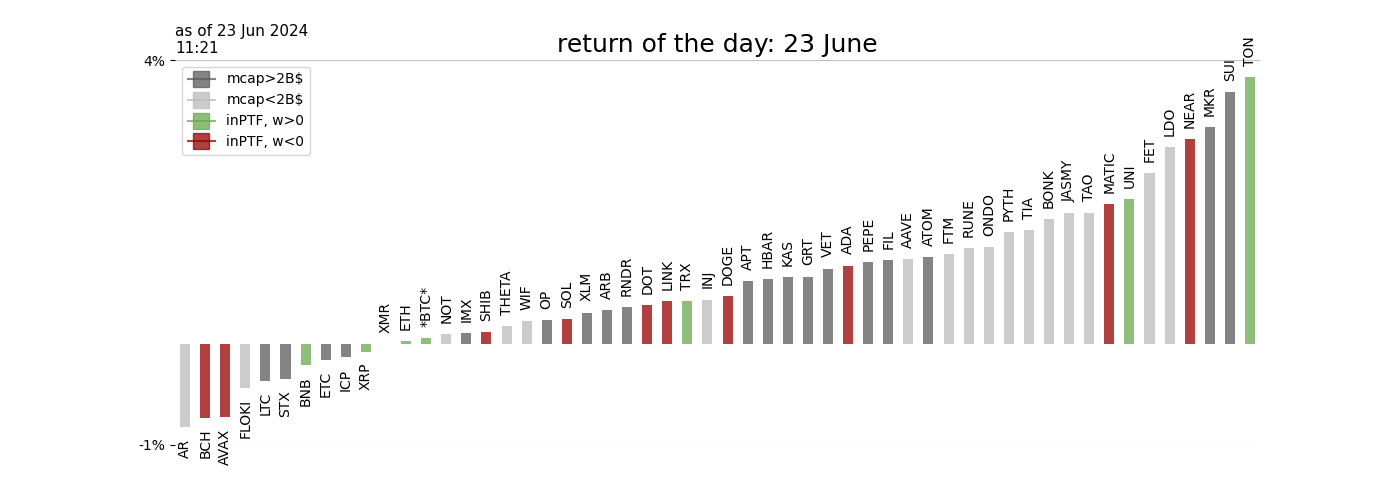 as of 23 Jun 2024
11:21
return of the day: 23 June
4%
-1%
mcap>2B$
mcap<2B$
inPTF, w>0
inPTF, w<0
AR
BCH
AVAX
FLOKI
LTC
STX
BNB
ETC
ICP
XRP
XMR
ETH
*BTC*
NOT
IMX
SHIB
THETA
WIF
OP
SOL
XLM
ARB
RNDR
DOT
LINK
TRX
INJ
DOGE
APT
HBAR
KAS
GRT
VET
ADA
PEPE
FIL
AAVE
ATOM
FTM
RUNE
ONDO
PYTH
TIA
BONK
JASMY
TAO
MATIC
UNI
FET
LDO
NEAR
MKR
SUI
TON